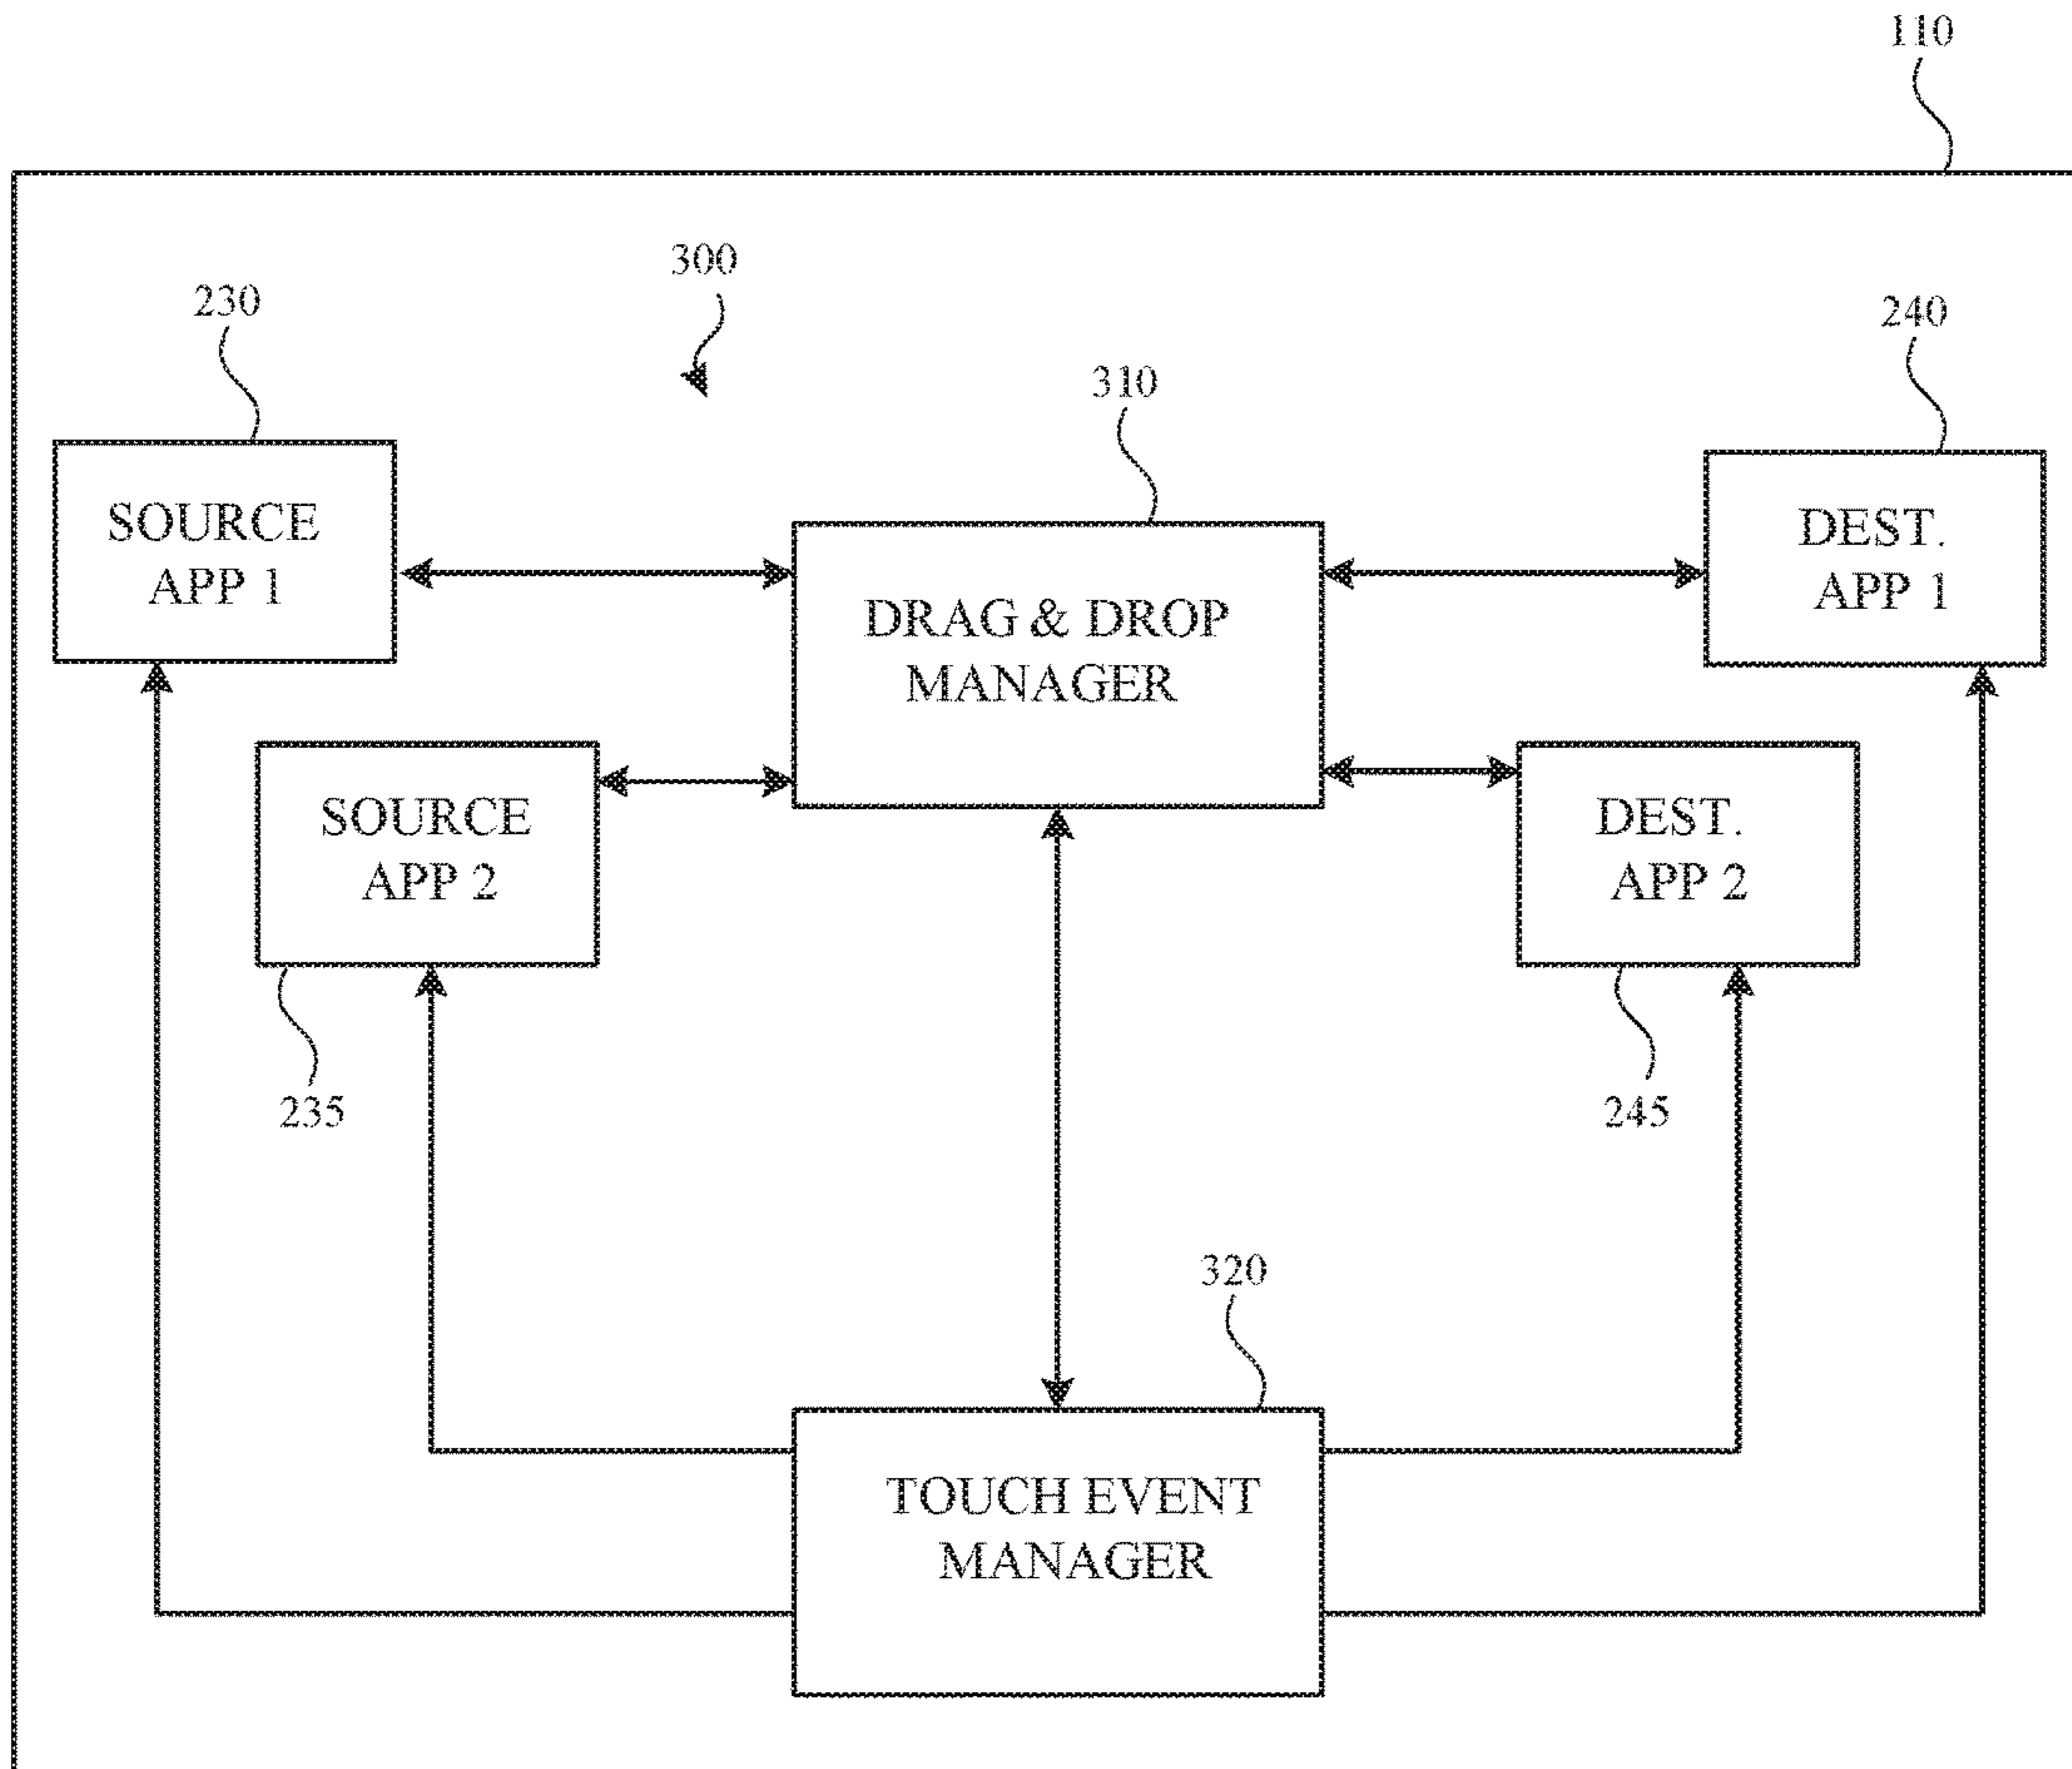 110
300
230
240
310
SOURCE
APP 1
DEST.
APP 1
DRAG & DROP
MANAGER
SOURCE
APP 2
DEST.
APP 2
235
245
320
TOUCH EVENT
MANAGER